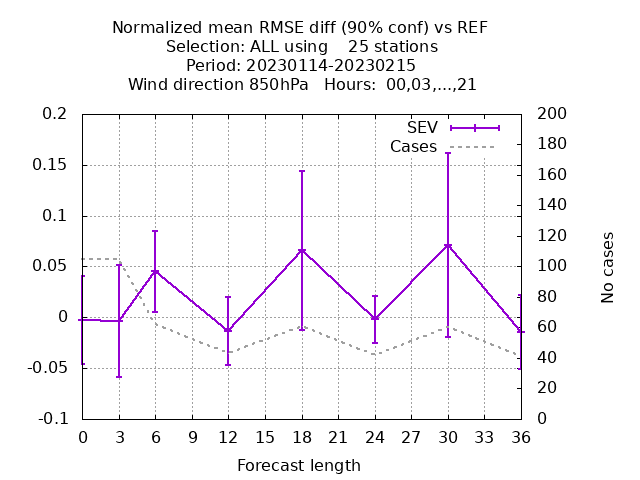 Normalized mean RMSE diff (90% conf) vs REF
Selection: ALL using    25 stations
Period: 20230114-20230215
Wind direction 850hPa   Hours:  00,03,...,21
SEV
Cases
0.2
0.15
0.1
0.05
0
-0.05
-0.1
200
180
160
140
120
100
80
60
40
20
0
No cases
0 3 6 9 12 15 18 21 24 27 30 33 36
Forecast length